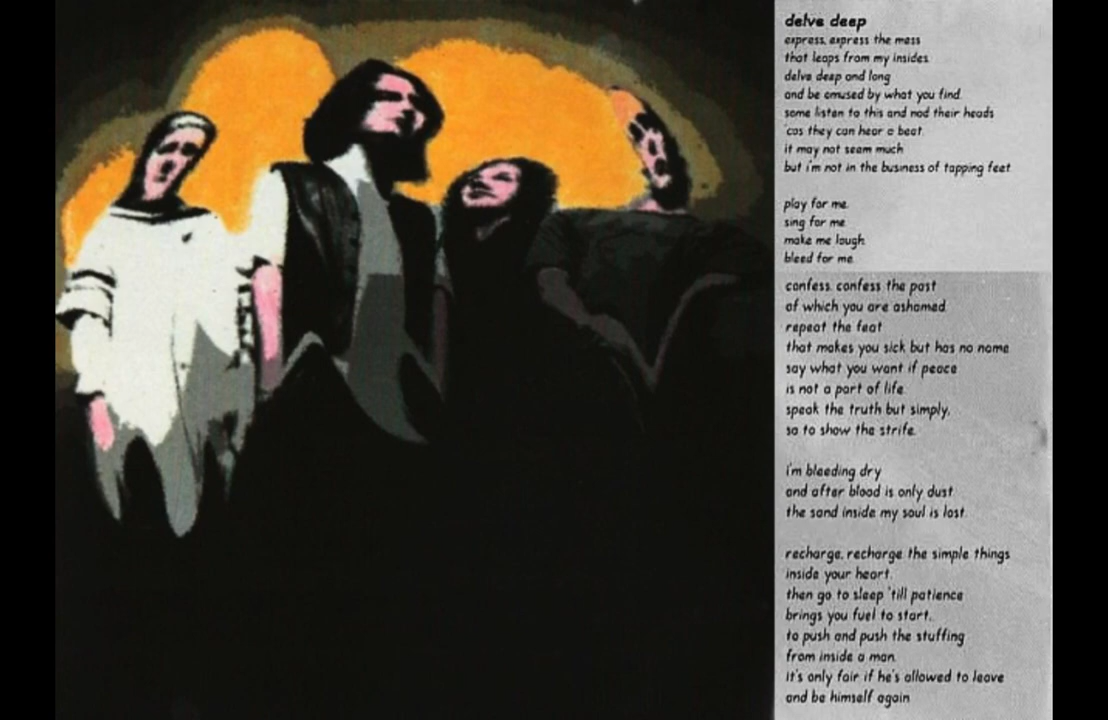 delve deep
express, express the mess
that leaps from my insides
delve deep and long
and be amused by what you find.
some listen to this and nod their heads
'cos they can hear a beat
it may not seem much
but i'm not in the business of tapping feet
play for me.
sing for me
make me laugh
bleed for me
confess, confess the past
of which you are ashamed
repeat the feat
that makes you sick but has no name
say what you want if peace
is not a part of life.
speak the truth but simply,
so to show the strife.
i'm bleeding dry
and after blood is only dust
the sand inside my soul is lost.
recharge, recharge the simple things
inside your heart.
then go to sleep 'till patience
brings you fuel to start.
to push and push the stuffing
from inside a man.
it's only fair if he's allowed to leave
and be himself again